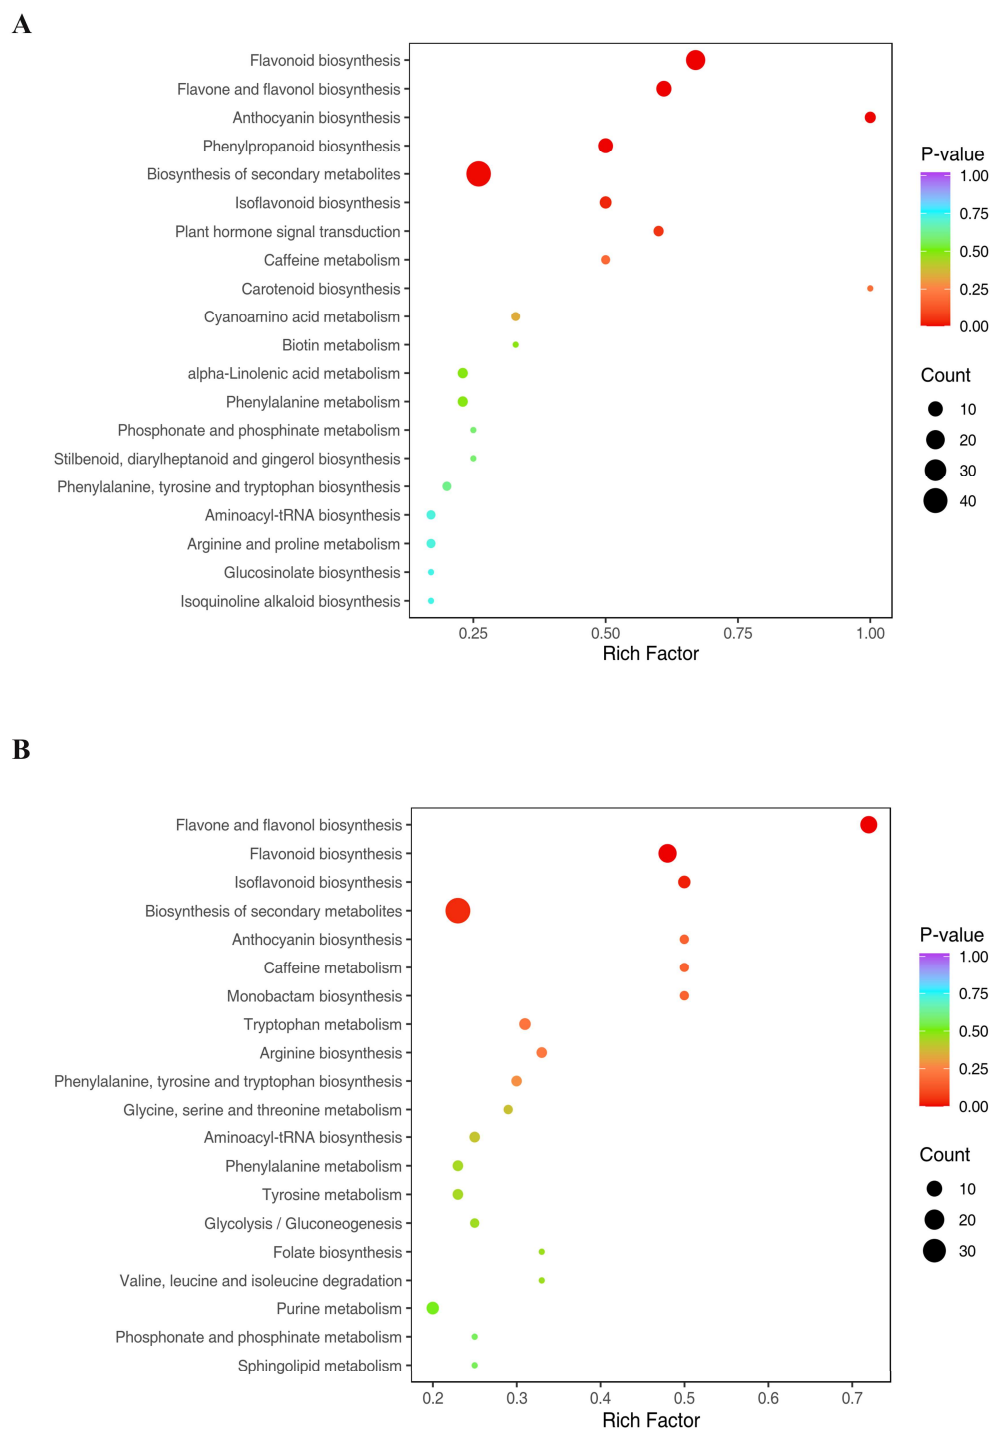 A
Flavonoid biosynthesis
Flavone and flavonol biosynthesis
Anthocyanin biosynthesis
Phenylpropanoid biosynthesis
Biosynthesis of secondary metabolites
Isoflavonoid biosynthesis
Plant hormone signal transduction
Caffeine metabolism
Carotenoid biosynthesis
Cyanoamino acid metabolism
Biotin metabolism
alpha-Linolenic acid metabolism
Phenylalanine metabolism
Phosphonate and phosphinate metabolism
Stilbenoid, diarylheptanoid and gingerol biosynthesis
Phenylalanine, tyrosine and tryptophan biosynthesis
Aminoacyl-tRNA biosynthesis
Arginine and proline metabolism
Glucosinolate biosynthesis
Isoquinoline alkaloid biosynthesis
0.25 0.50 0.75 1.00
Rich Factor
P-value
1.00
0.75
0.50
0.25
0.00
Count
10
20
30
40
B
Flavone and flavonol biosynthesis
Flavonoid biosynthesis
Isoflavonoid biosynthesis
Biosynthesis of secondary metabolites
Anthocyanin biosynthesis
Caffeine metabolism
Monobactam biosynthesis
Tryptophan metabolism
Arginine biosynthesis
Phenylalanine, tyrosine and tryptophan biosynthesis
Glycine, serine and threonine metabolism
Aminoacyl-tRNA biosynthesis
Phenylalanine metabolism
Tyrosine metabolism
Glycolysis / Gluconeogenesis
Folate biosynthesis
Valine, leucine and isoleucine degradation
Purine metabolism
Phosphonate and phosphinate metabolism
Sphingolipid metabolism
0.2 0.3 0.4 0.5 0.6 0.7
Rich Factor
P-value
1.00
0.75
0.50
0.25
0.00
Count
10
20
30